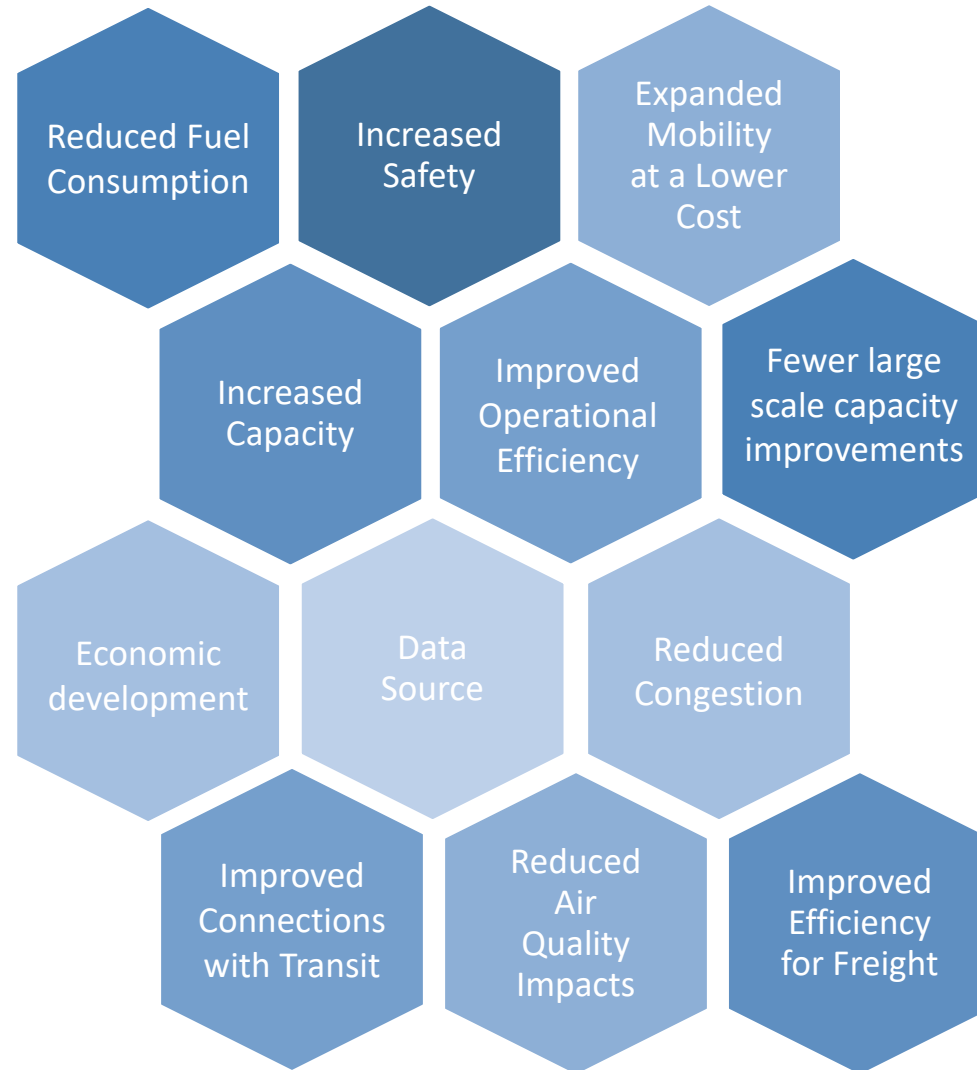 Reduced Fuel
Consumption
Increased
Safety
Expanded
Mobility
at a Lower
Cost
Increased
Capacity
Improved
Operational
Efficiency
Fewer large
scale capacity
improvements
Economic
development
Data
Source
Reduced
Congestion
Improved
Connections
with Transit
Reduced
Air
Quality
Impacts
Improved
Efficiency
for Freight